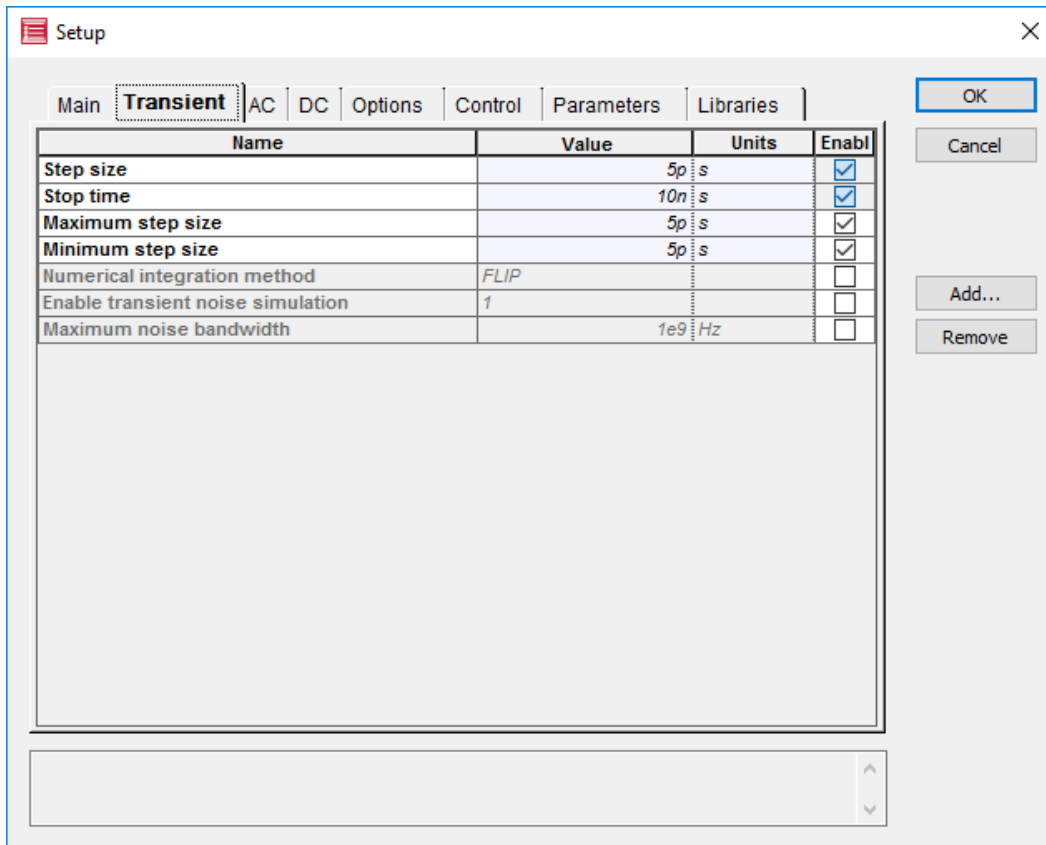 Setup
Main Transient AC DC Options Control Parameters Libraries
OK
Cancel
Name Value Units Enabl
Step size 5p s
Stop time 10n s
Maximum step size 5p s
Minimum step size 5p s
Numerical integration method FLIP
Enable transient noise simulation 1
Maximum noise bandwidth 1e9 Hz
Add...
Remove